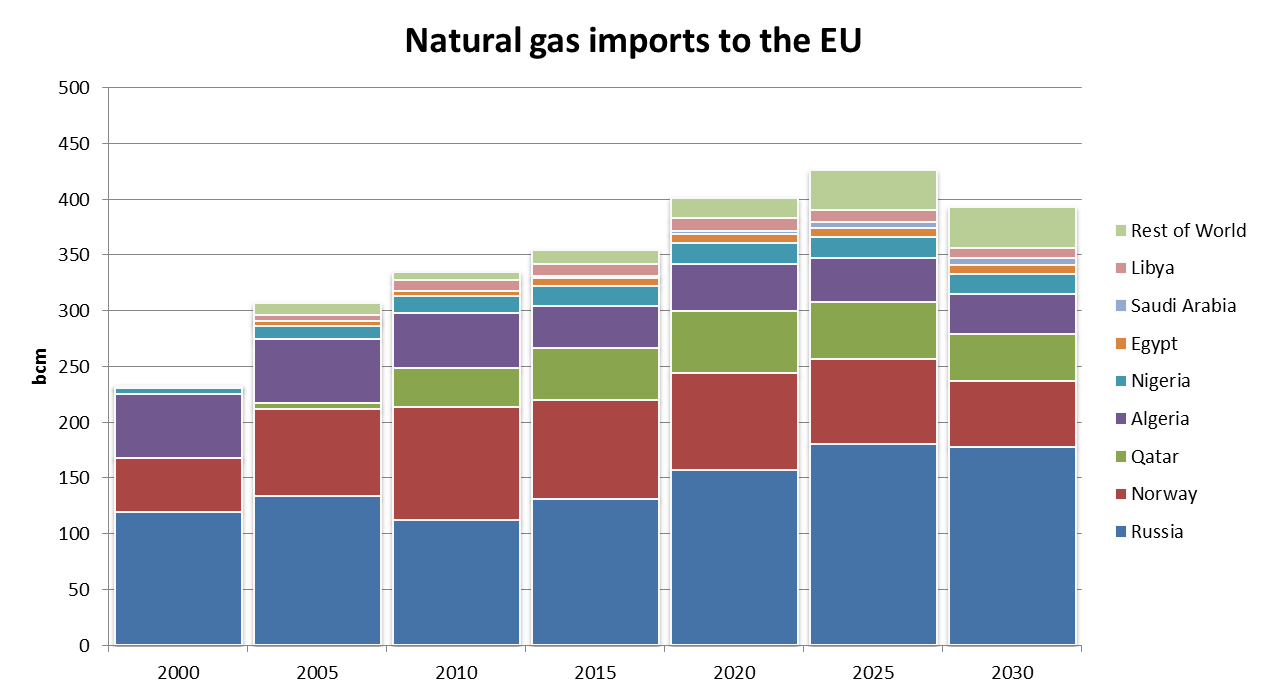 Natural gas imports to the EU
500
450
400
350
300
250
200
150
100
50
0
bcm
2000 2005 2010 2015 2020 2025 2030
Rest of World
Libya
Saudi Arabia
Egypt
Nigeria
Algeria
Qatar
Norway
Russia